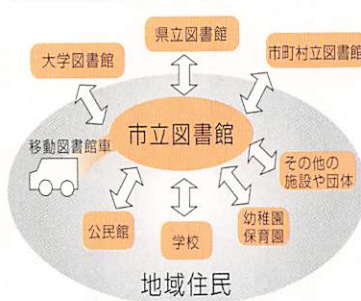 県立図書館
大学図書館
市町村立図書館
市立図書館
移動図書館車
その他の
施設や団体
公民館
学校
幼稚園
保育園
地域住民